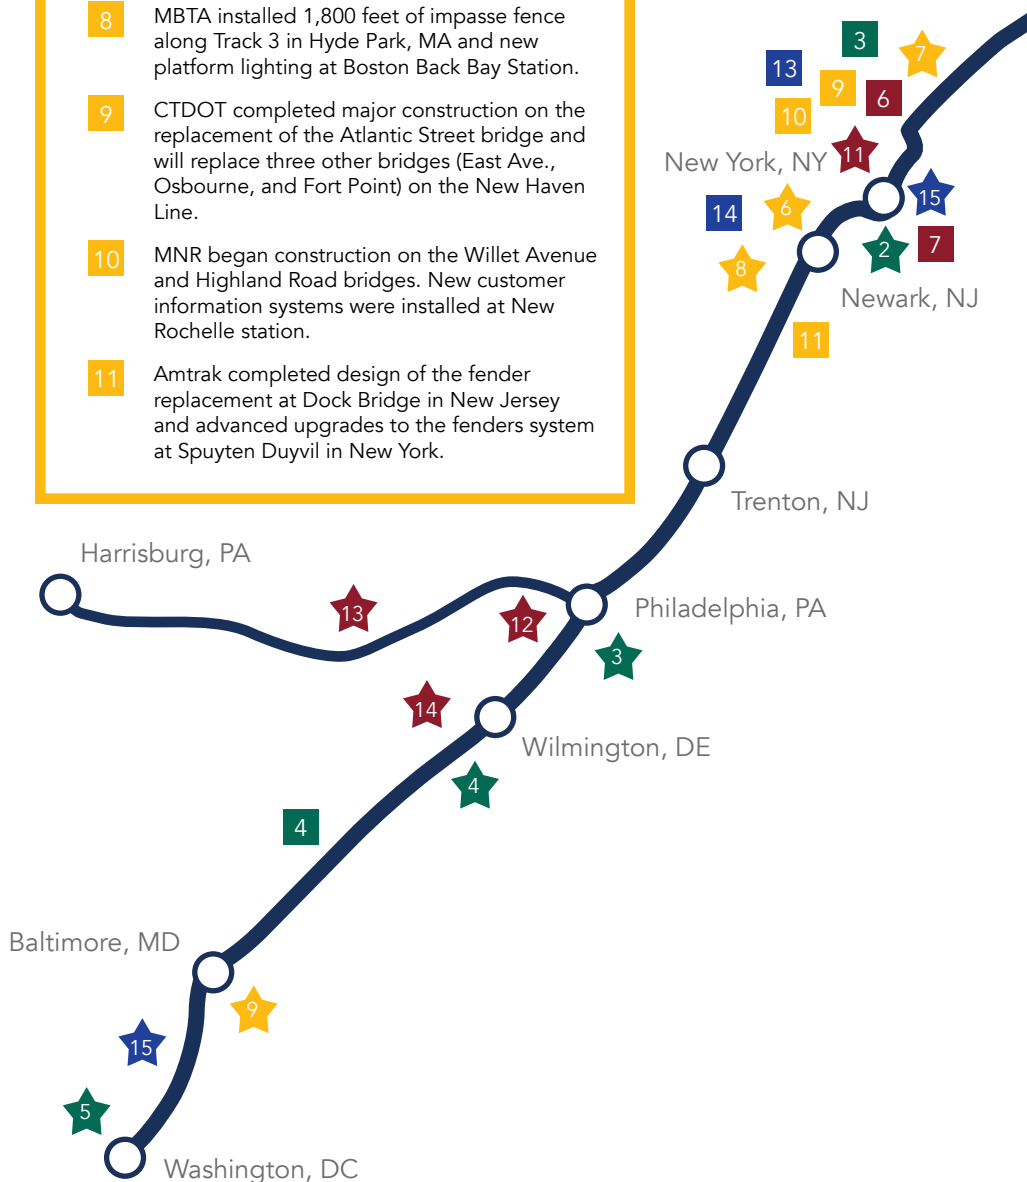 8
MBTA installed 1,800 feet of impasse fence
along Track 3 in Hyde Park, MA and new
platform lighting at Boston Back Bay Station.
9
CTDOT completed major construction on the
replacement of the Atlantic Street bridge and
will replace three other bridges (East Ave.,
Osbourne, and Fort Point) on the New Haven
Line.
10
MNR began construction on the Willet Avenue
and Highland Road bridges. New customer
information systems were installed at New
Rochelle station.
11
Amtrak completed design of the fender
replacement at Dock Bridge in New Jersey
and advanced upgrades to the fenders system
at Spuyten Duyvil in New York.
3
7
13
9
6
10
11
New York, NY
15
14
6
2
7
8
Newark, NJ
11
Trenton, NJ
Harrisburg, PA
13
12
Philadelphia, PA
3
14
Wilmington, DE
4
4
Baltimore, MD
9
15
5
Washington, DC